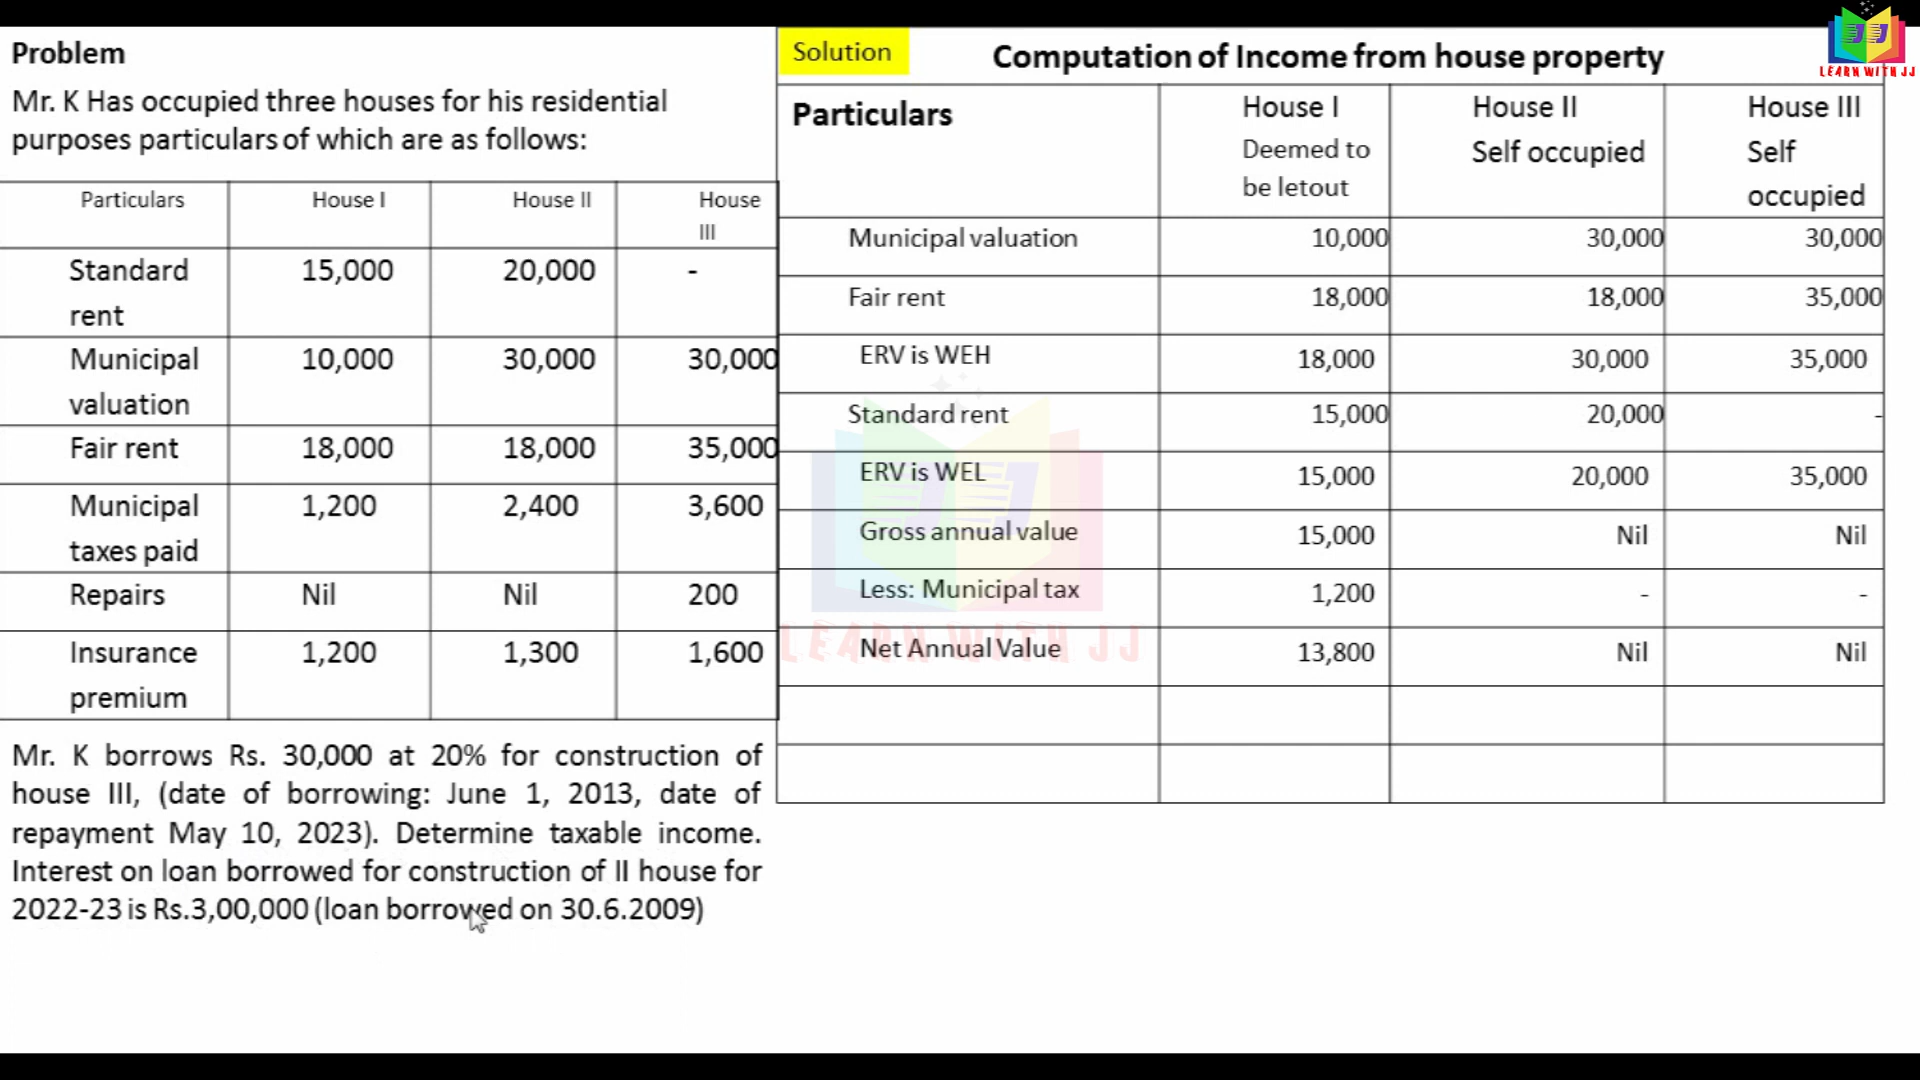 Problem
Mr. K Has occupied three houses for his residential
purposes particulars of which are as follows:
Particulars House I House II House
III
Standard 15,000 20,000 -
rent
Municipal 10,000 30,000 30,000
valuation
Fair rent 18,000 18,000 35,000
Municipal 1,200 2,400 3,600
taxes paid
Repairs Nil Nil 200
Insurance 1,200 1,300 1,600
premium
Mr. K borrows Rs. 30,000 at 20% for construction of
house III, (date of borrowing: June 1, 2013, date of
repayment May 10, 2023). Determine taxable income.
Interest on loan borrowed for construction of II house for
2022-23 is Rs.3,00,000 (loan borrowed on 30.6.2009)
Solution Computation of Income from house property
Particulars House I House II House III
Deemed to Self occupied Self
be letout occupied
Municipal valuation 10,000 30,000 30,000
Fair rent 18,000 18,000 35,000
ERV is WEH 18,000 30,000 35,000
Standard rent 15,000 20,000 -
ERV is WEL 15,000 20,000 35,000
Gross annual value 15,000 Nil Nil
Less: Municipal tax 1,200 - -
Net Annual Value 13,800 Nil Nil
LEARN WITH JJ
LEARN WITH JJ